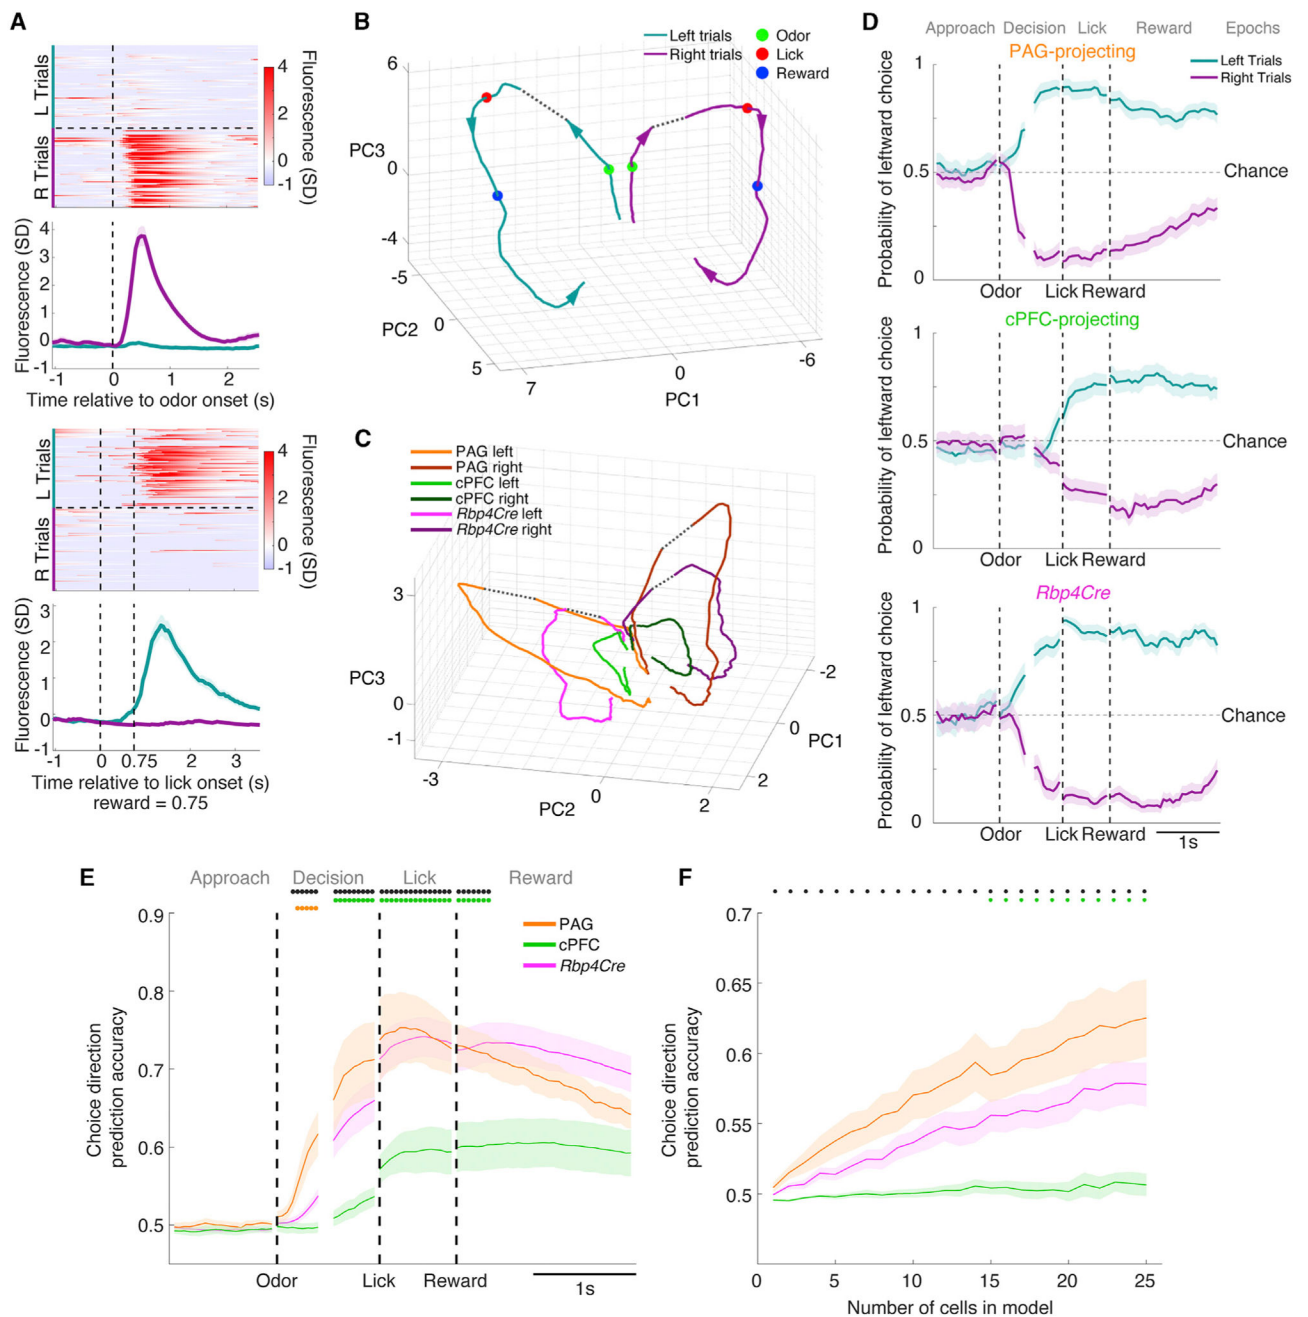 A
L Trials
R Trials
Fluorescence (SD)
4
2
0
-1
Fluorescence (SD)
4
3
2
1
0
-1
-1 0 1 2
Time relative to odor onset (s)
L Trials
R Trials
Fluorescence (SD)
4
2
0
-1
Fluorescence (SD)
3
2
1
0
-1
-1 0 0.75 2 3
Time relative to lick onset (s)
reward = 0.75
B
Left trials
Right trials
Odor
Lick
Reward
PC3
6
0
-4
PC2
-5
0
5
PC1
7
0
-6
C
PAG left
PAG right
cPFC left
cPFC right
Rbp4Cre left
Rbp4Cre right
PC3
3
0
-1
PC2
-3
0
2
PC1
-2
0
2
D
Approach Decision Lick Reward Epochs
PAG-projecting
Left Trials
Right Trials
Probability of leftward choice
1
0.5
0
Chance
Odor Lick Reward
cPFC-projecting
Probability of leftward choice
1
0.5
0
Chance
Odor Lick Reward
Rbp4Cre
Probability of leftward choice
1
0.5
0
Chance
Odor Lick Reward
1s
E
Approach Decision Lick Reward
PAG
cPFC
Rbp4Cre
Choice direction
prediction accuracy
0.9
0.8
0.7
0.6
0.5
Odor Lick Reward
1s
F
Choice direction
prediction accuracy
0.7
0.65
0.6
0.55
0.5
0 5 10 15 20 25
Number of cells in model